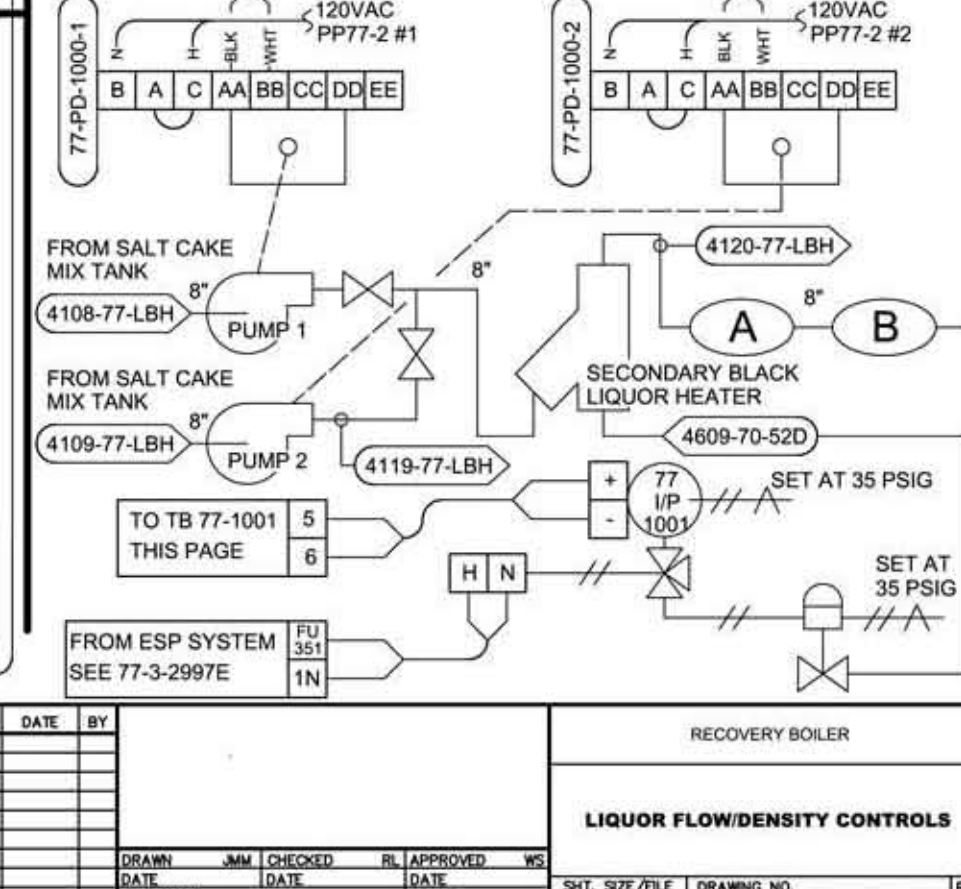 77-PD-1000-1
N
H
BLK
WHT
120VAC
PP77-2 #1
B A C AA BB CC DD EE
77-PD-1000-2
N
H
BLK
WHT
120VAC
PP77-2 #2
B A C AA BB CC DD EE
FROM SALT CAKE
MIX TANK
4108-77-LBH
8"
PUMP 1
8"
4120-77-LBH
A
8"
B
FROM SALT CAKE
MIX TANK
4109-77-LBH
8"
PUMP 2
4119-77-LBH
SECONDARY BLACK
LIQUOR HEATER
4609-70-52D
TO TB 77-1001
THIS PAGE
5
6
+
-
77
I/P
1001
SET AT 35 PSIG
H N
SET AT
35 PSIG
FROM ESP SYSTEM
SEE 77-3-2997E
FU
351
1N
DATE BY
RECOVERY BOILER
LIQUOR FLOW/DENSITY CONTROLS
DRAWN JMM CHECKED RL APPROVED WS
DATE DATE DATE
SHT. SIZE/FILE DRAWING NO.